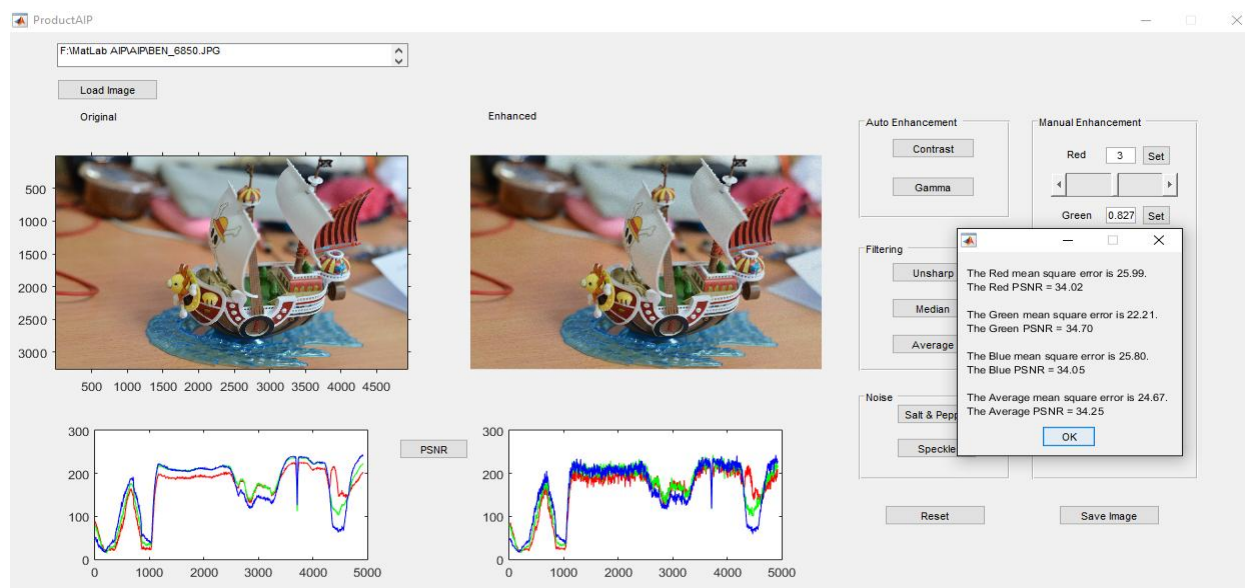 ProductAIP
F:\MatLab AIP\AIP\BEN_6850.JPG
Load Image
Original
Enhanced
500
1000
1500
2000
2500
3000
500 1000 1500 2000 2500 3000 3500 4000 4500
Auto Enhancement
Contrast
Gamma
Manual Enhancement
Red 3 Set
Green 0.827 Set
Filtering
Unsharp
Median
Average
Noise
Salt & Pepp
Speckle
The Red mean square error is 25.99.
The Red PSNR = 34.02
The Green mean square error is 22.21.
The Green PSNR = 34.70
The Blue mean square error is 25.80.
The Blue PSNR = 34.05
The Average mean square error is 24.67.
The Average PSNR = 34.25
OK
300
200
100
0
0 1000 2000 3000 4000 5000
PSNR
300
200
100
0
0 1000 2000 3000 4000 5000
Reset
Save Image